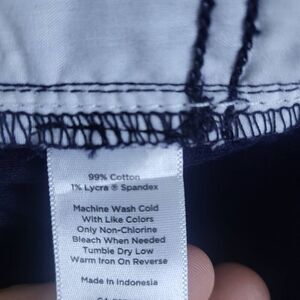 99% Cotton
1% Lycra ® Spandex
Machine Wash Cold
With Like Colors
Only Non-Chlorine
Bleach When Needed
Tumble Dry Low
Warm Iron On Reverse
Made in Indonesia